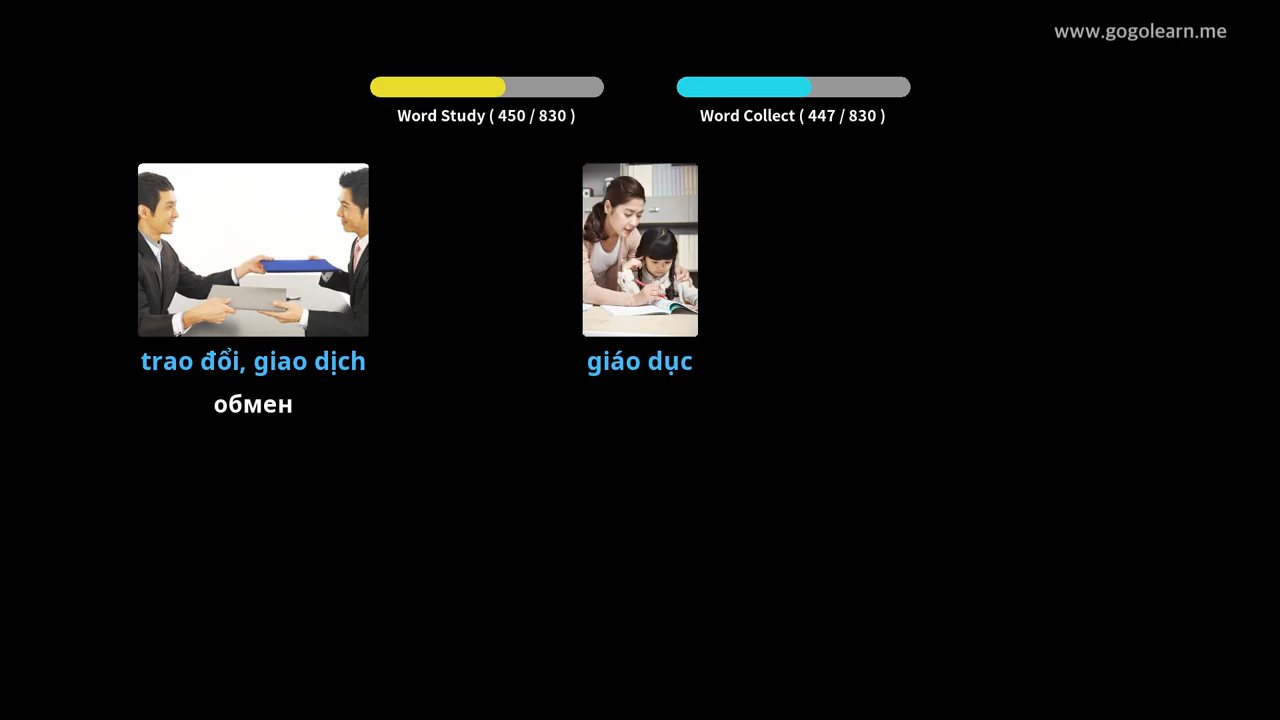 www.gogolearn.me
Word Study ( 450 / 830 )
Word Collect ( 447 / 830 )
trao đổi, giao dịch
обмен
giáo dục